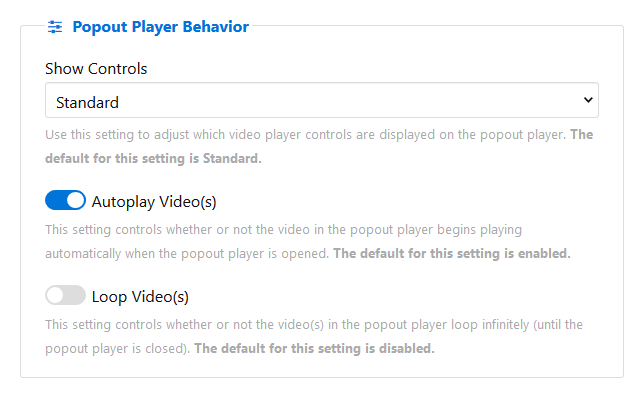 Popout Player Behavior
Show Controls
Standard
Use this setting to adjust which video player controls are displayed on the popout player. The
default for this setting is Standard.
Autoplay Video(s)
This setting controls whether or not the video in the popout player begins playing
automatically when the popout player is opened. The default for this setting is enabled.
Loop Video(s)
This setting controls whether or not the video(s) in the popout player loop infinitely (until the
popout player is closed). The default for this setting is disabled.